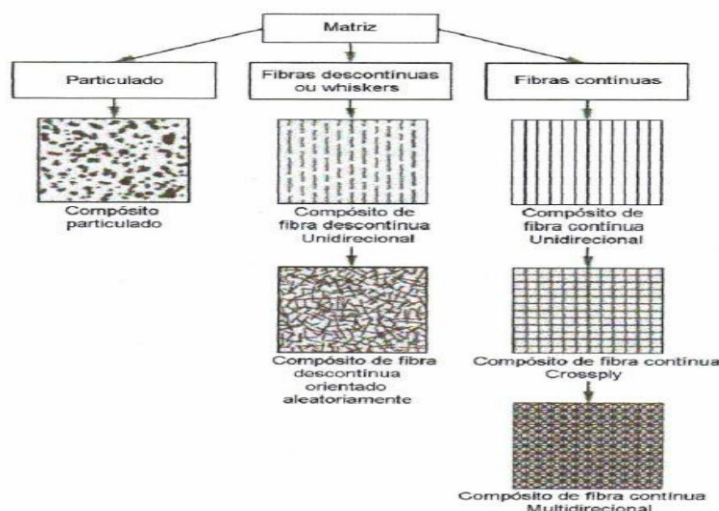 Matriz
Particulado
Fibras descontínuas
ou whiskers
Fibras contínuas
Compósito
particulado
Compósito de
fibra descontínua
Unidirecional
Compósito de
fibra contínua
Unidirecional
Compósito de fibra
descontínua
orientado
aleatoriamente
Compósito de fibra contínua
Crossply
Compósito de fibra contínua
Multidirecional